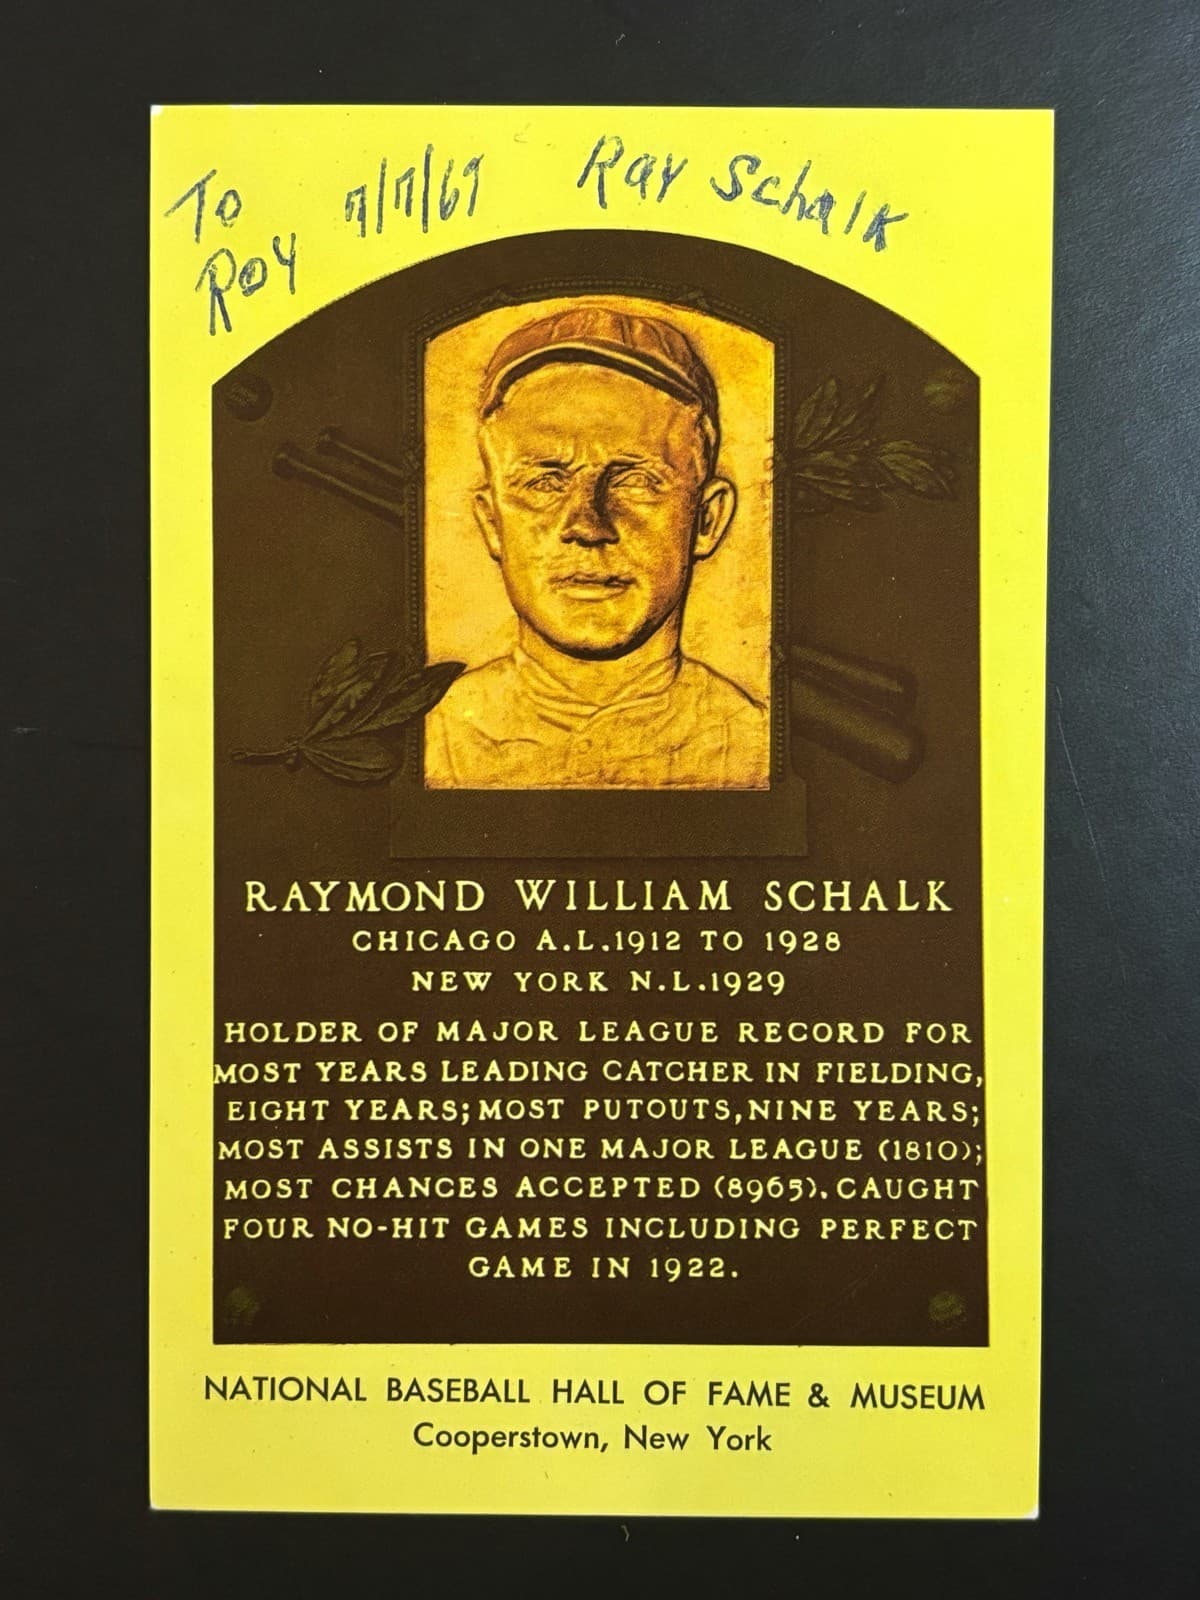 To
Roy
7/7/69
Ray Schalk
RAYMOND WILLIAM SCHALK
CHICAGO A.L.1912 TO 1928
NEW YORK N.L.1929
HOLDER OF MAJOR LEAGUE RECORD FOR
MOST YEARS LEADING CATCHER IN FIELDING,
EIGHT YEARS; MOST PUTOUTS, NINE YEARS;
MOST ASSISTS IN ONE MAJOR LEAGUE (1810);
MOST CHANCES ACCEPTED (8965). CAUGHT
FOUR NO-HIT GAMES INCLUDING PERFECT
GAME IN 1922.
NATIONAL BASEBALL HALL OF FAME & MUSEUM
Cooperstown, New York